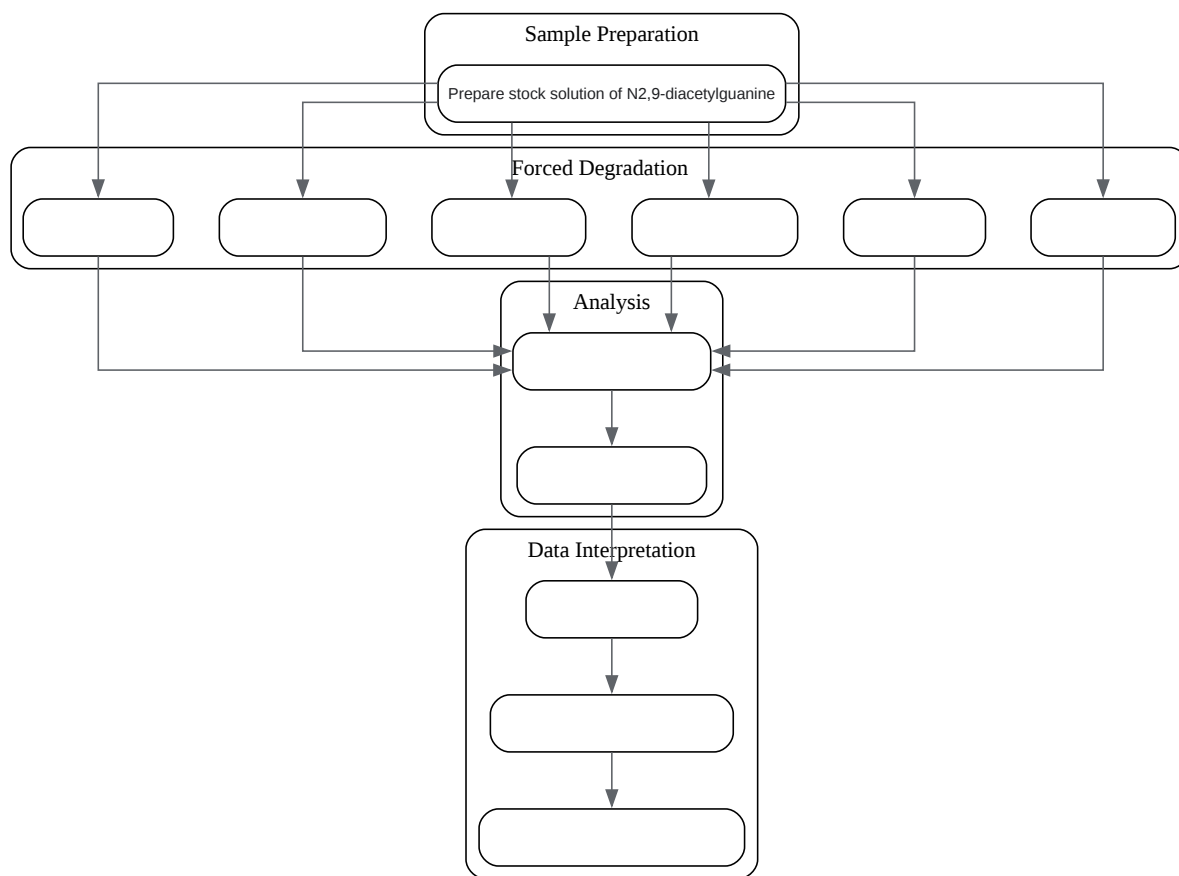 Sample Preparation
Prepare stock solution of N2,9-diacetylguanine
Forced Degradation
Analysis
Data Interpretation